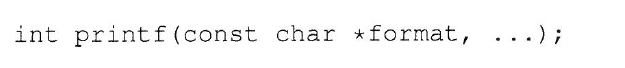 int printf(const char *format, ...);